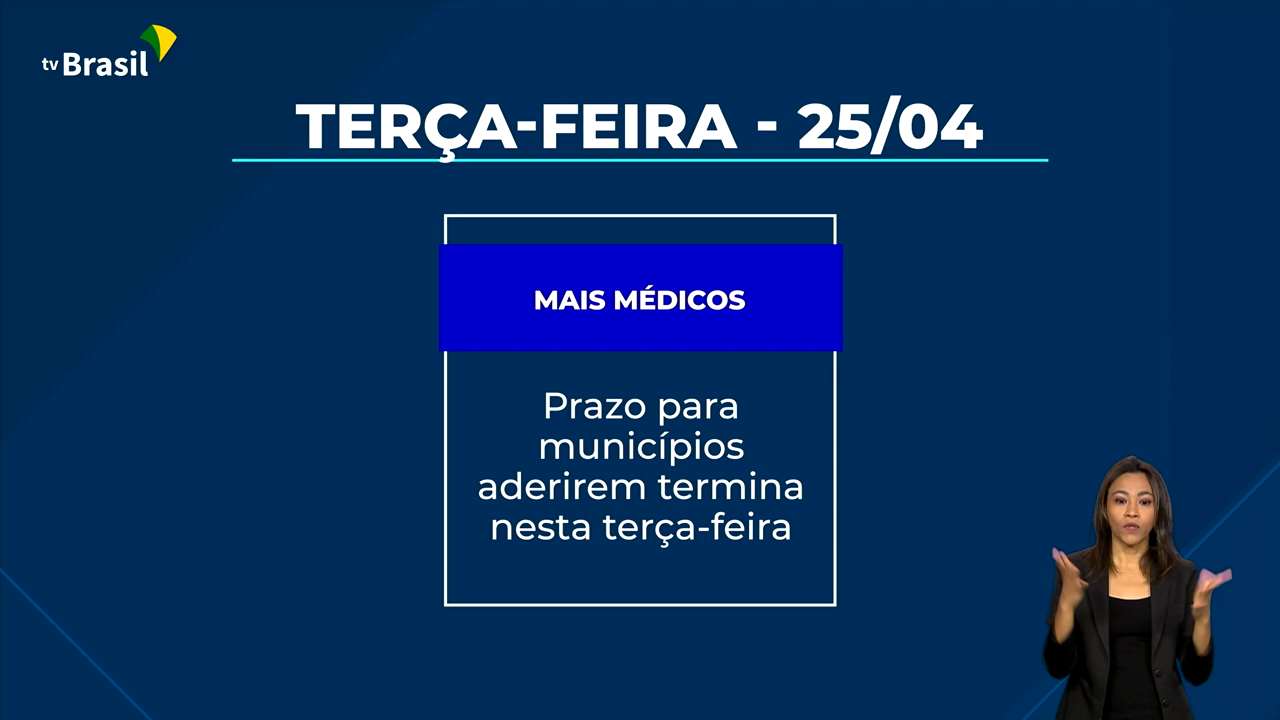 tv Brasil
TERÇA-FEIRA - 25/04
MAIS MÉDICOS
Prazo para
municípios
aderirem termina
nesta terça-feira